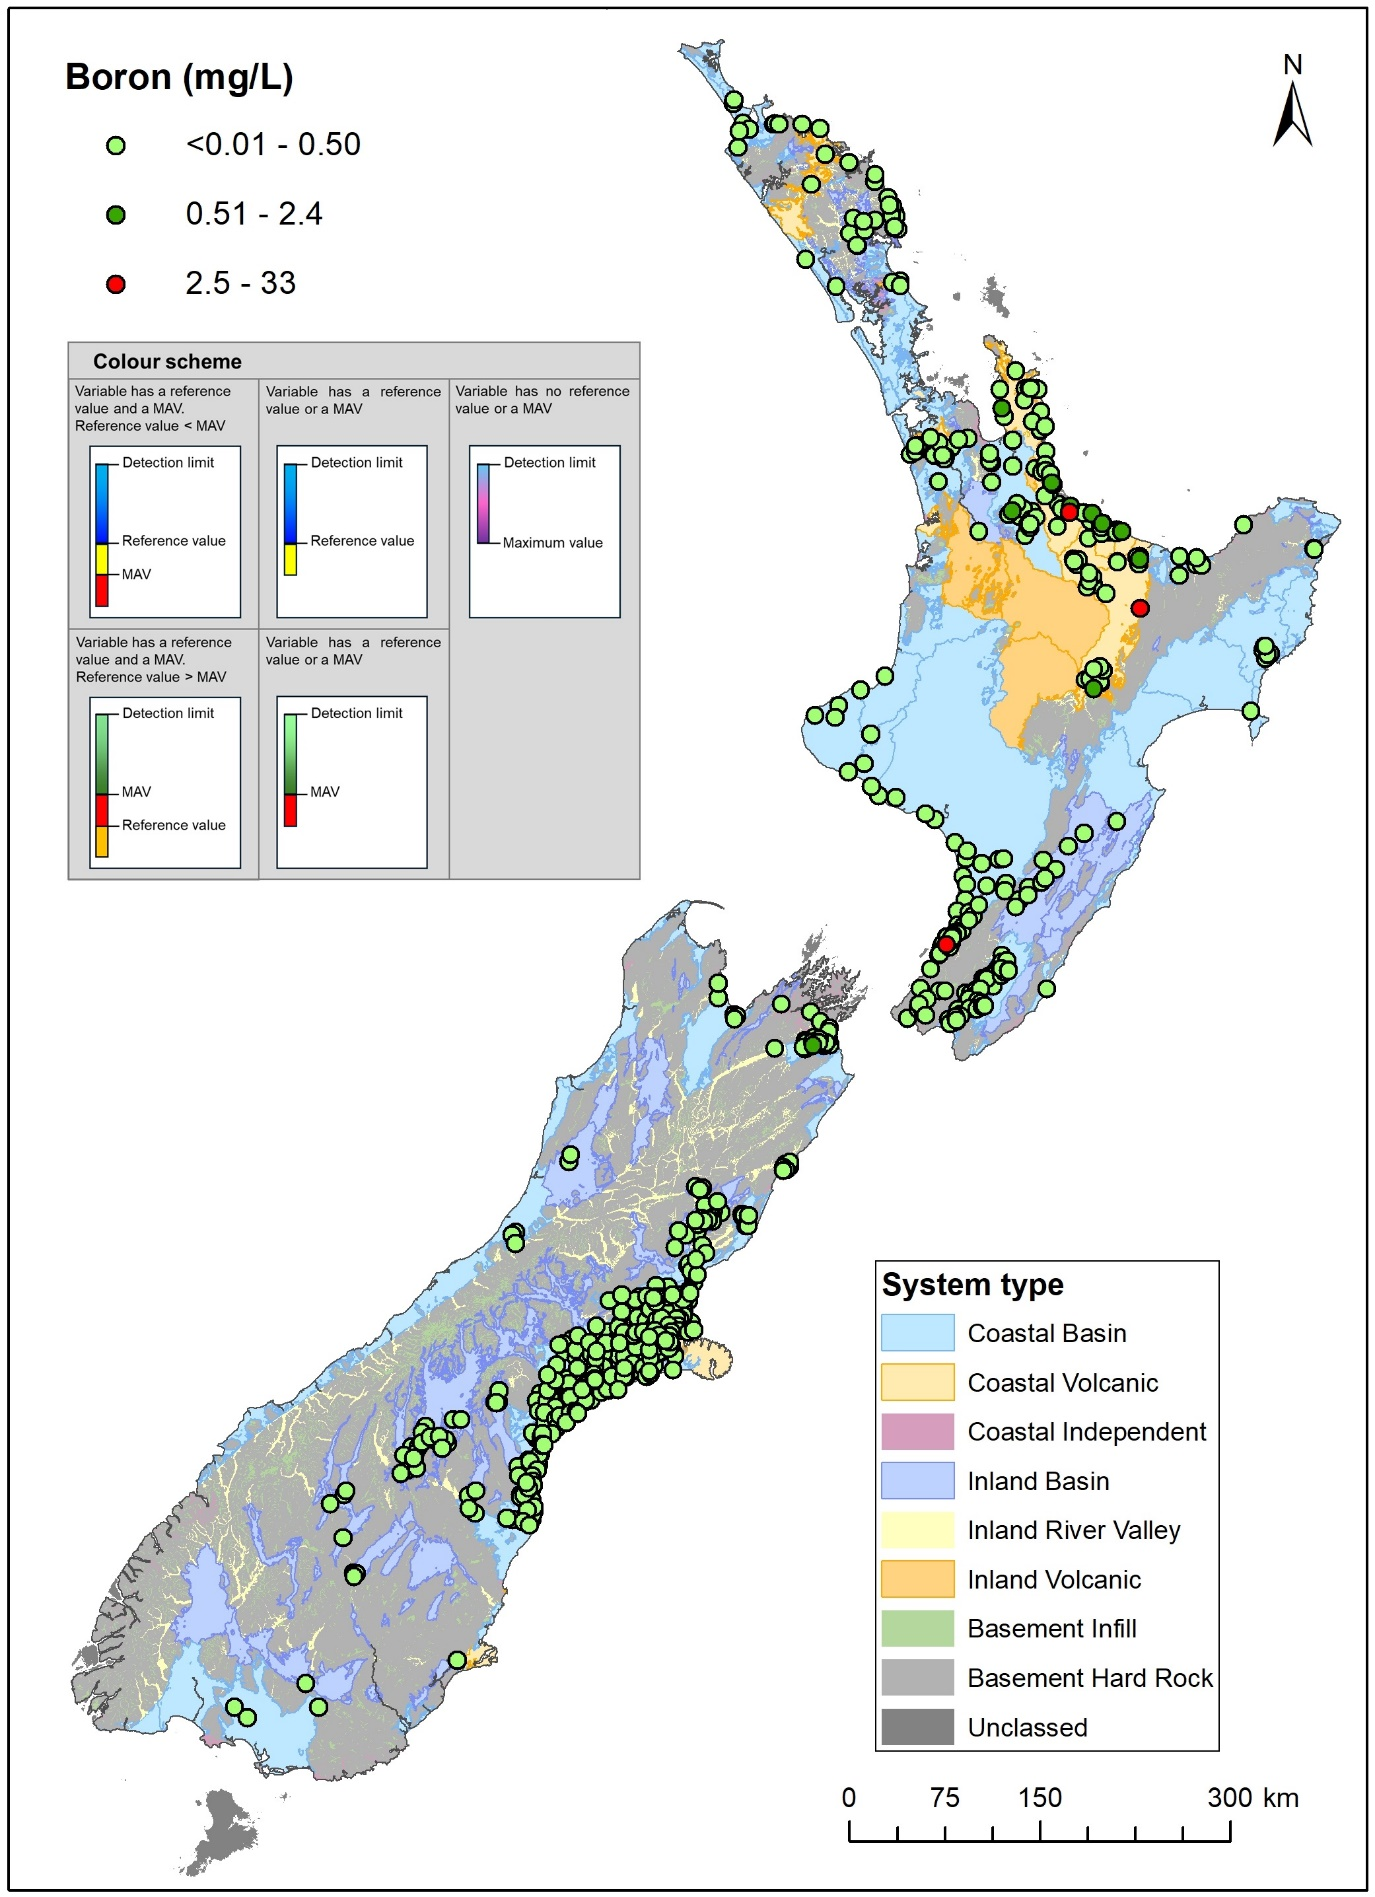 Boron (mg/L)
<0.01 - 0.50
0.51 - 2.4
2.5 - 33
N
Colour scheme
Variable has a reference
value and a MAV.
Reference value < MAV
Detection limit
Reference value
MAV
Variable has a reference
value or a MAV
Detection limit
Reference value
Variable has no reference
value or a MAV
Detection limit
Maximum value
Variable has a reference
value and a MAV.
Reference value > MAV
Detection limit
MAV
Reference value
Variable has a reference
value or a MAV
Detection limit
MAV
System type
Coastal Basin
Coastal Volcanic
Coastal Independent
Inland Basin
Inland River Valley
Inland Volcanic
Basement Infill
Basement Hard Rock
Unclassed
0 75 150 300 km